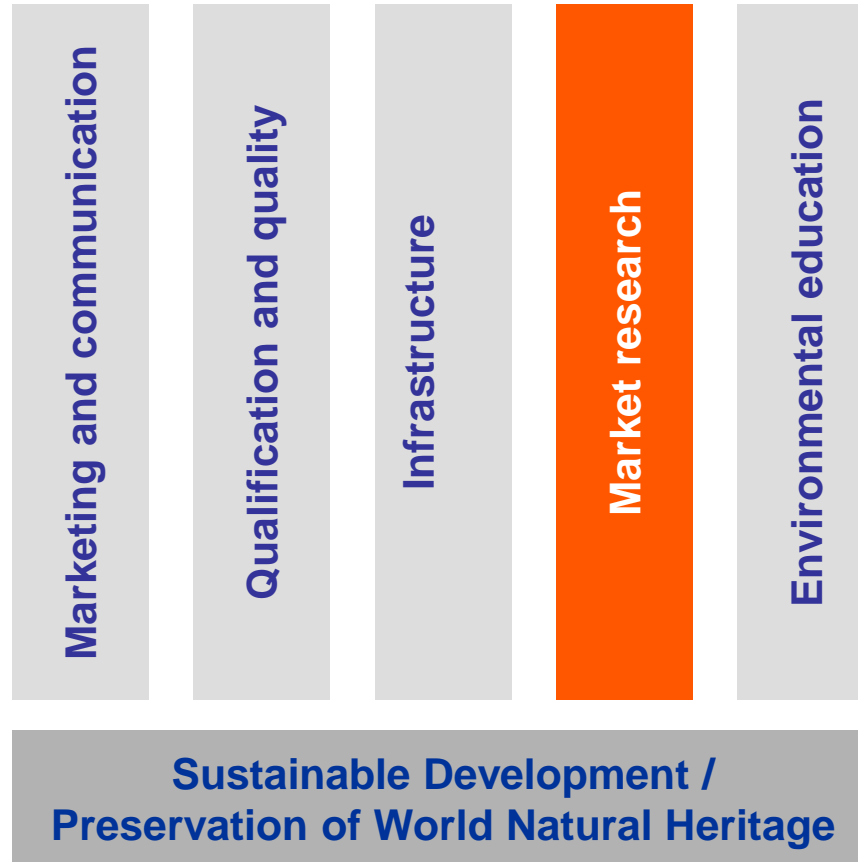 Marketing and communication
Qualification and quality
Infrastructure
Market research
Environmental education
Sustainable Development /
Preservation of World Natural Heritage